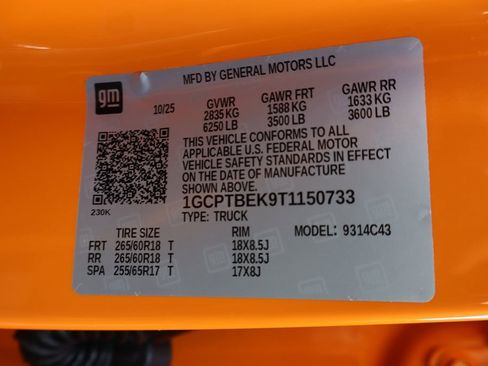 MFD BY GENERAL MOTORS LLC
gm
10/25 GVWR GAWR FRT GAWR RR
2835 KG 1588 KG 1633 KG
6250 LB 3500 LB 3600 LB
THIS VEHICLE CONFORMS TO ALL
APPLICABLE U.S. FEDERAL MOTOR
VEHICLE SAFETY STANDARDS IN EFFECT
ON THE DATE OF MANUFACTURE
SHOWN ABOVE.
230K
1GCPTBEK9T1150733
TYPE: TRUCK
TIRE SIZE RIM MODEL: 9314C43
FRT 265/60R18 T 18X8.5J
RR 265/60R18 T 18X8.5J
SPA 255/65R17 T 17X8J